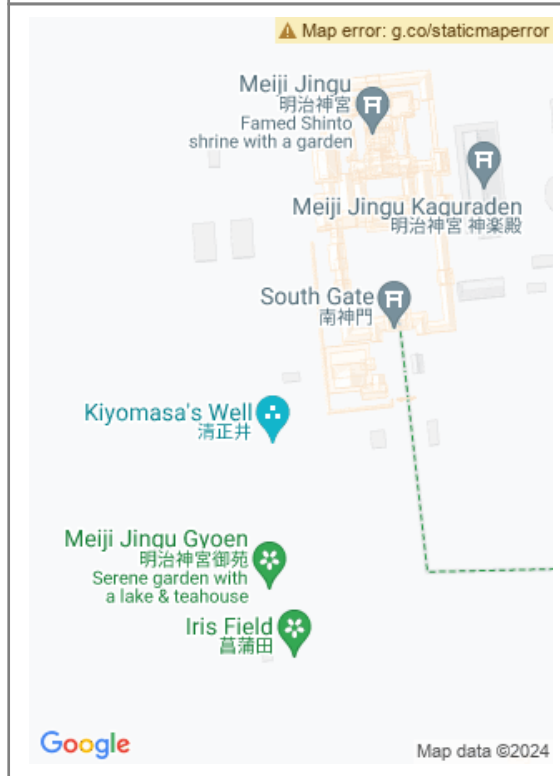 Map error: g.co/staticmaperror
Meiji Jingu
明治神宮
Famed Shinto
shrine with a garden
Meiji Jingu Kaguraden
明治神宮 神楽殿
South Gate
南神門
Kiyomasa's Well
清正井
Meiji Jingu Gyoen
明治神宮御苑
Serene garden with
a lake & teahouse
Iris Field
菖蒲田
Google
Map data ©2024